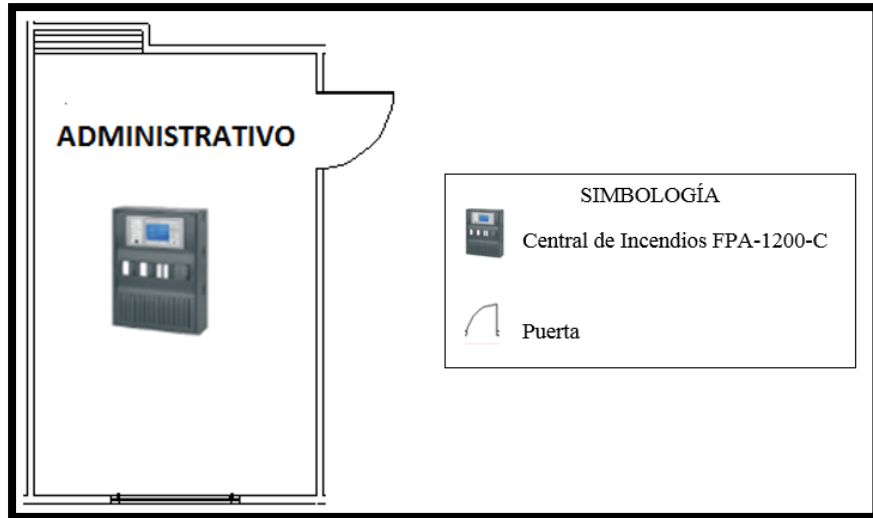 ADMINISTRATIVO
SIMBOLOGÍA
Central de Incendios FPA-1200-C
Puerta